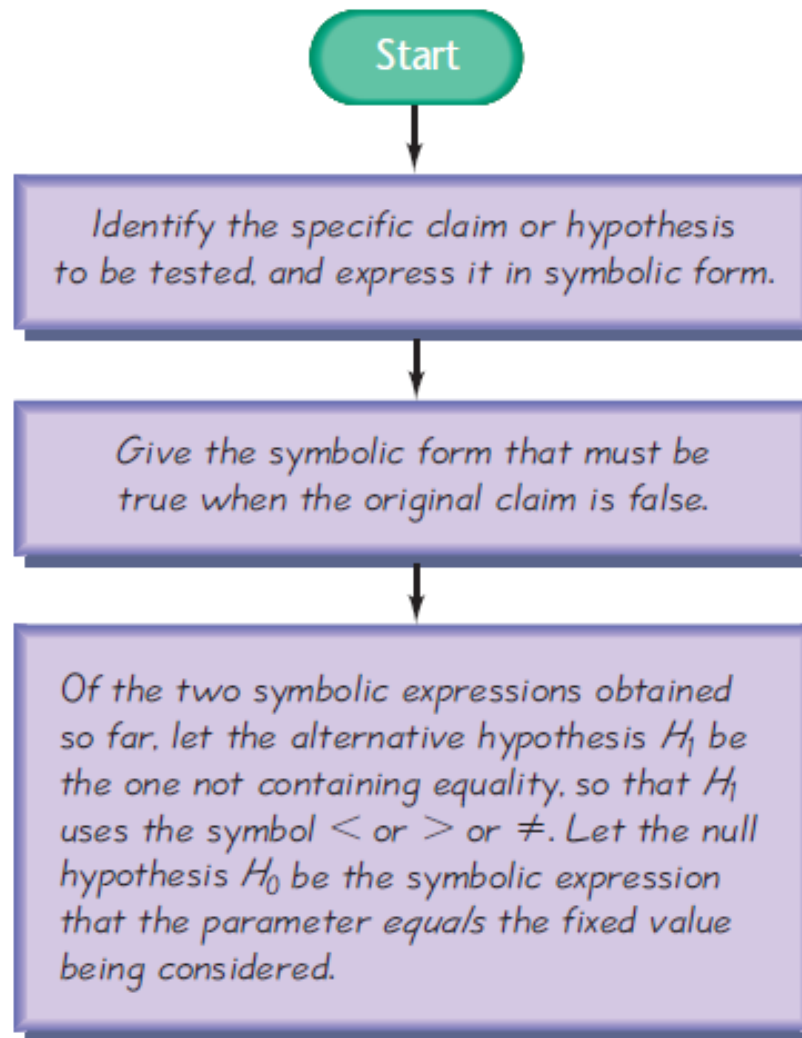 Start
Identify the specific claim or hypothesis
to be tested, and express it in symbolic form.
Give the symbolic form that must be
true when the original claim is false.
Of the two symbolic expressions obtained
so far, let the alternative hypothesis H₁ be
the one not containing equality, so that H₁
uses the symbol < or > or ≠. Let the null
hypothesis H₀ be the symbolic expression
that the parameter equals the fixed value
being considered.